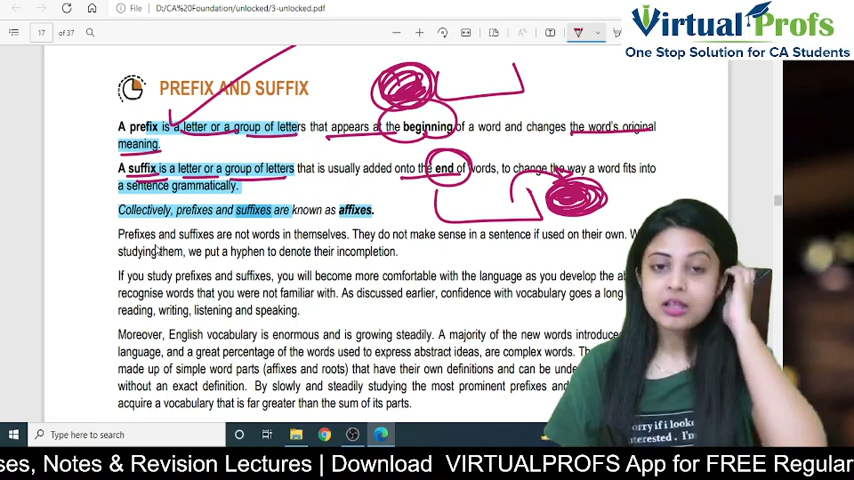 File
D:/CA%20Foundation/unlocked/3-unlocked.pdf
Virtual Profs
One Stop Solution for CA Students
17 of 37
PREFIX AND SUFFIX
A prefix is a letter or a group of letters that appears at the beginning of a word and changes the word's original
meaning.
A suffix is a letter or a group of letters that is usually added onto the end of words, to change the way a word fits into
a sentence grammatically.
Collectively, prefixes and suffixes are known as affixes.
Prefixes and suffixes are not words in themselves. They do not make sense in a sentence if used on their own.
studying them, we put a hyphen to denote their incompletion.
If you study prefixes and suffixes, you will become more comfortable with the language as you develop the
recognise words that you were not familiar with. As discussed earlier, confidence with vocabulary goes a long
reading, writing, listening and speaking.
Moreover, English vocabulary is enormous and is growing steadily. A majority of the new words
language, and a great percentage of the words used to express abstract ideas, are complex words.
made up of simple word parts (affixes and roots) that have their own definitions and can be
without an exact definition. By slowly and steadily studying the most prominent prefixes and
acquire a vocabulary that is far greater than the sum of its parts.
sorry if i
interested. I'm
Type here to search
ses, Notes & Revision Lectures | Download VIRTUALPROFS App for FREE Regular